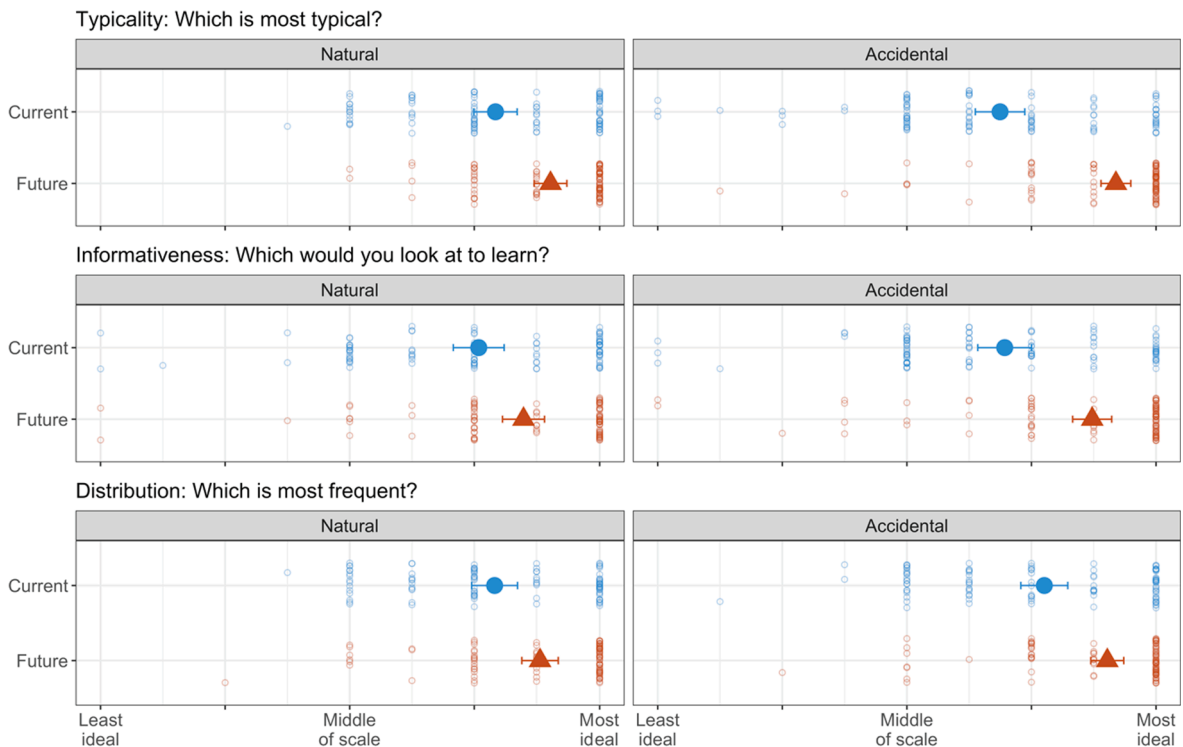 Typicality: Which is most typical?
Natural
Accidental
Current
Future
Informativeness: Which would you look at to learn?
Natural
Accidental
Current
Future
Distribution: Which is most frequent?
Natural
Accidental
Current
Future
Least ideal
Middle of scale
Most ideal
Least ideal
Middle of scale
Most ideal